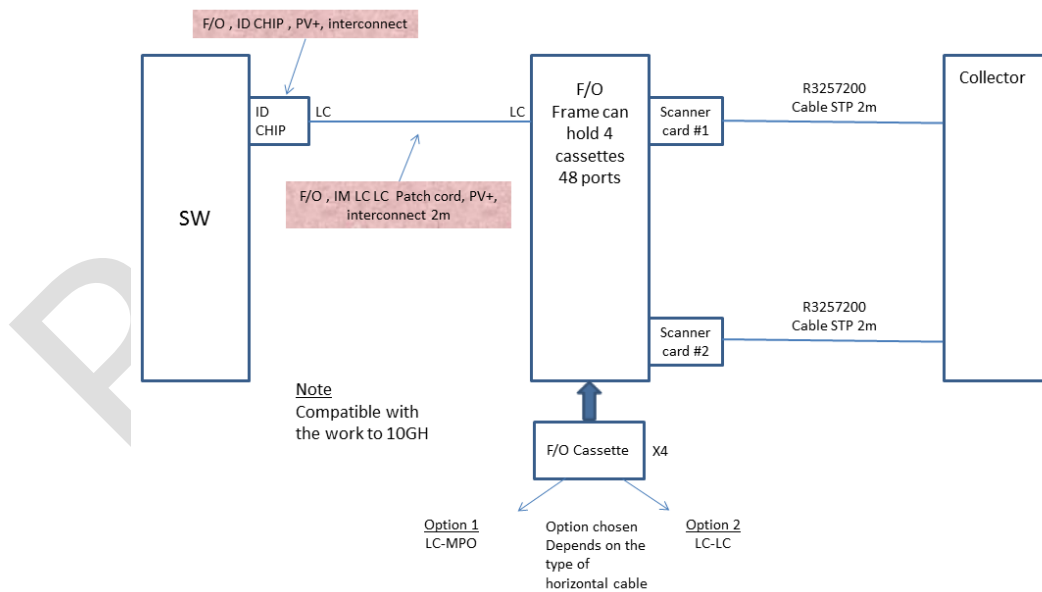 F/O , ID CHIP , PV+, interconnect
SW
ID
CHIP
LC
LC
F/O , IM LC LC Patch cord, PV+,
interconnect 2m
F/O
Frame can
hold 4
cassettes
48 ports
Scanner
card #1
R3257200
Cable STP 2m
Collector
Scanner
card #2
R3257200
Cable STP 2m
Note
Compatible with
the work to 10GH
F/O Cassette
X4
Option 1
LC-MPO
Option chosen
Depends on the
type of
horizontal cable
Option 2
LC-LC